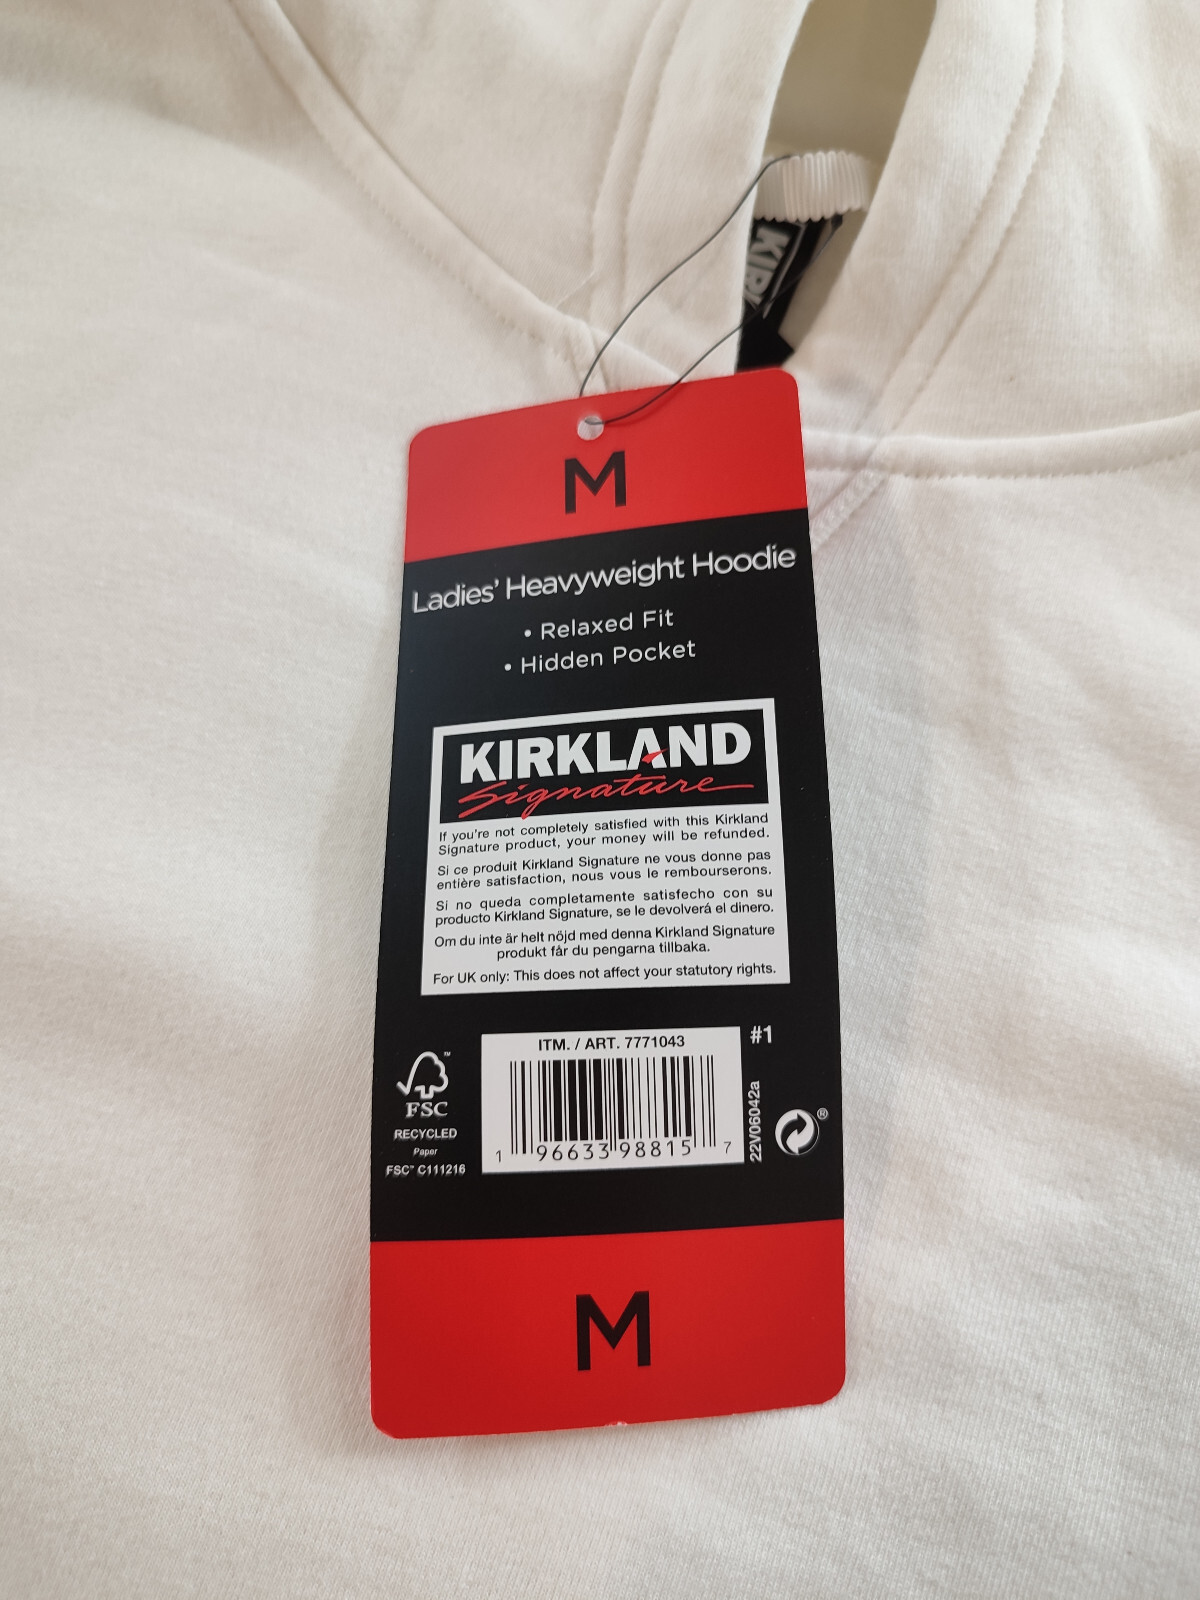 KIRK
M
Ladies' Heavyweight Hoodie
• Relaxed Fit
• Hidden Pocket
KIRKLAND
Signature
If you're not completely satisfied with this Kirkland
Signature product, your money will be refunded.
Si ce produit Kirkland Signature ne vous donne pas
entière satisfaction, nous vous le rembourserons.
Si no queda completamente satisfecho con su
producto Kirkland Signature, se le devolverá el dinero.
Om du inte är helt nöjd med denna Kirkland Signature
produkt får du pengarna tillbaka.
For UK only: This does not affect your statutory rights.
ITM. / ART. 7771043
#1
1 96633 98815 7
22V06042a
®
™
FSC
RECYCLED
Paper
FSC™ C111216
M